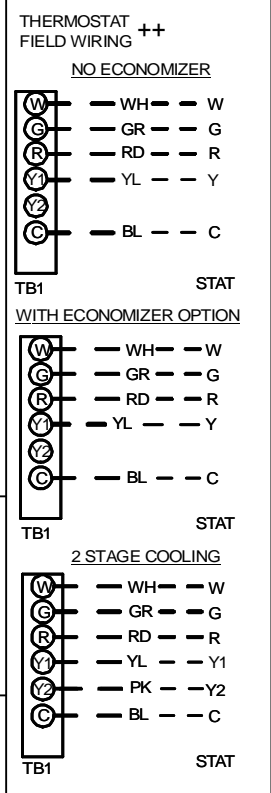 THERMOSTAT
FIELD WIRING ++
NO ECONOMIZER
W WH W
G GR G
R RD R
Y1 YL Y
Y2
C BL C
TB1 STAT
WITH ECONOMIZER OPTION
W WH W
G GR G
R RD R
Y1 YL Y
Y2
C BL C
TB1 STAT
2 STAGE COOLING
W WH W
G GR G
R RD R
Y1 YL Y1
Y2 PK Y2
C BL C
TB1 STAT